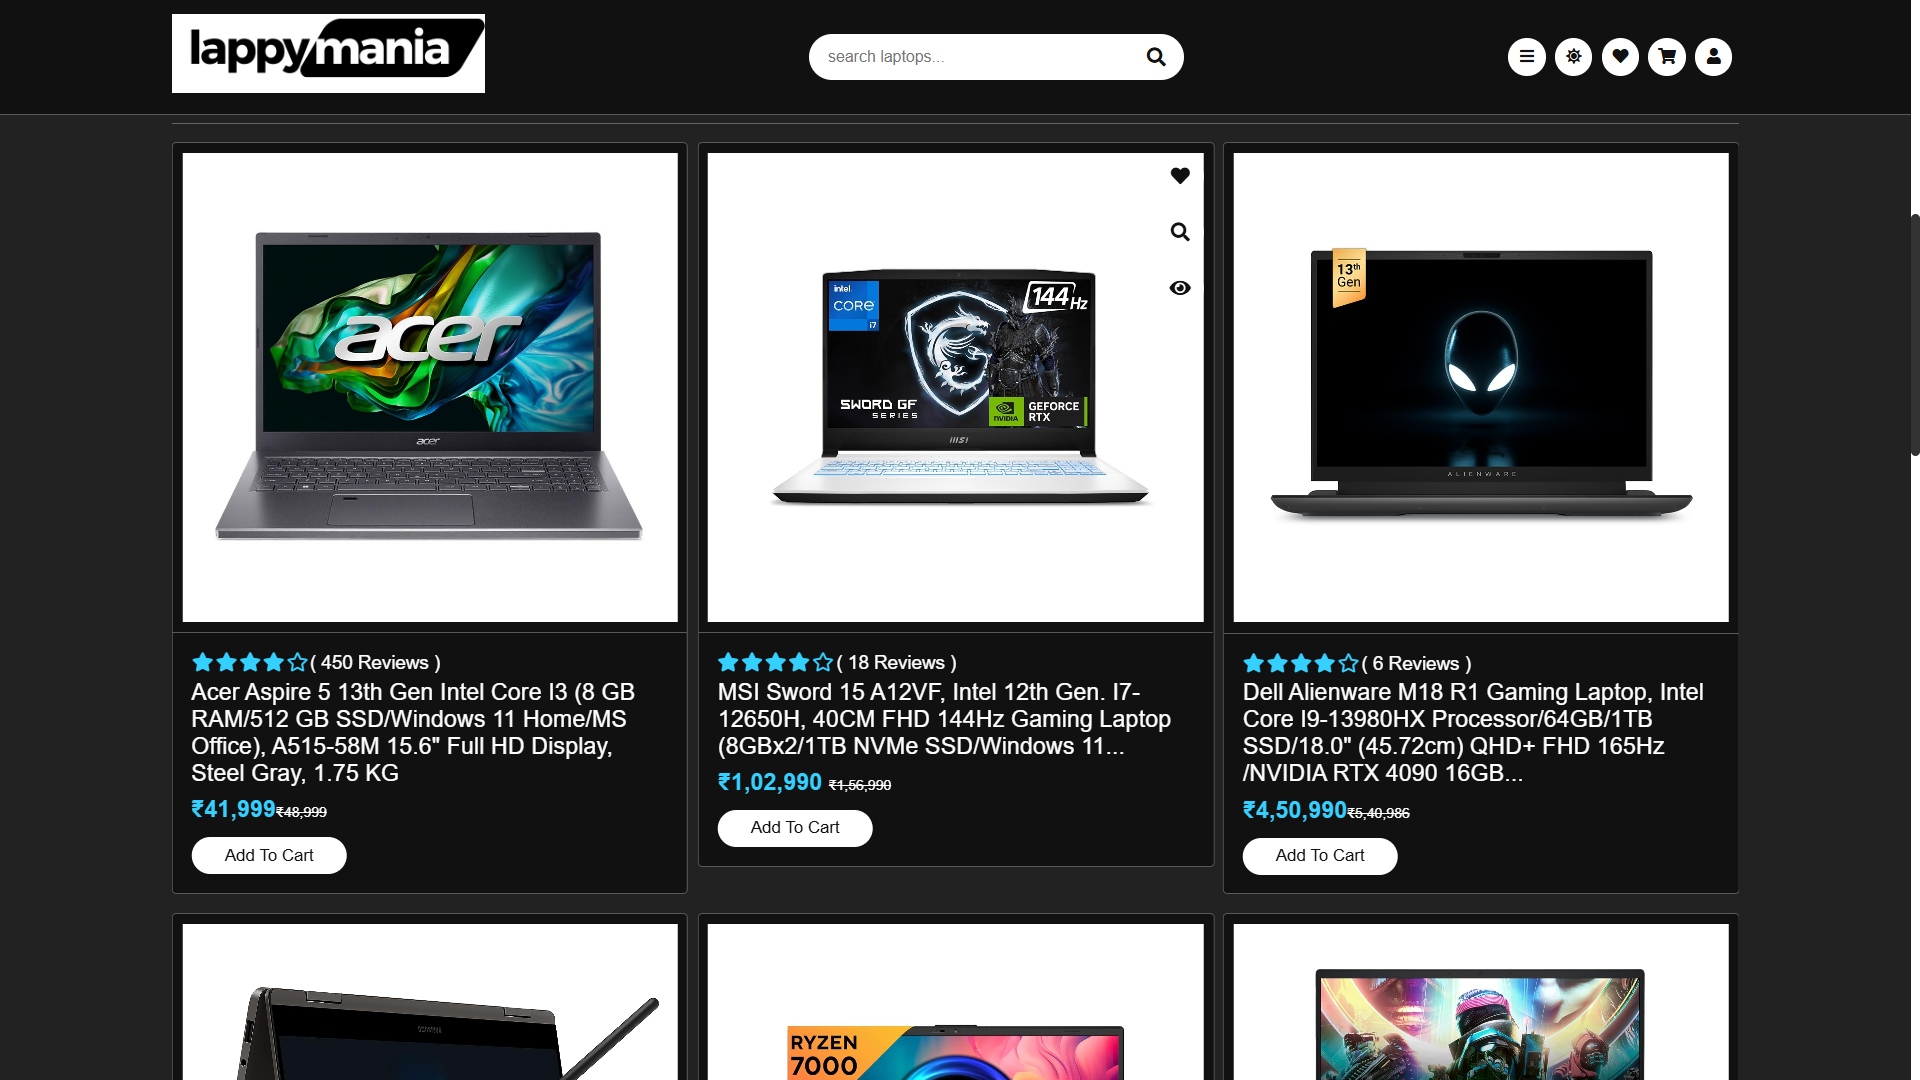 lappymania
search laptops...
acer
acer
intel.
CORE
i7
144Hz
SWORD GF
SERIES
NVIDIA
GEFORCE
RTX
msi
13th
Gen
ALIENWARE
( 450 Reviews )
Acer Aspire 5 13th Gen Intel Core I3 (8 GB
RAM/512 GB SSD/Windows 11 Home/MS
Office), A515-58M 15.6" Full HD Display,
Steel Gray, 1.75 KG
₹41,999₹48,999
Add To Cart
( 18 Reviews )
MSI Sword 15 A12VF, Intel 12th Gen. I7-
12650H, 40CM FHD 144Hz Gaming Laptop
(8GBx2/1TB NVMe SSD/Windows 11...
₹1,02,990 ₹1,56,990
Add To Cart
( 6 Reviews )
Dell Alienware M18 R1 Gaming Laptop, Intel
Core I9-13980HX Processor/64GB/1TB
SSD/18.0" (45.72cm) QHD+ FHD 165Hz
/NVIDIA RTX 4090 16GB...
₹4,50,990₹5,40,986
Add To Cart
RYZEN
7000